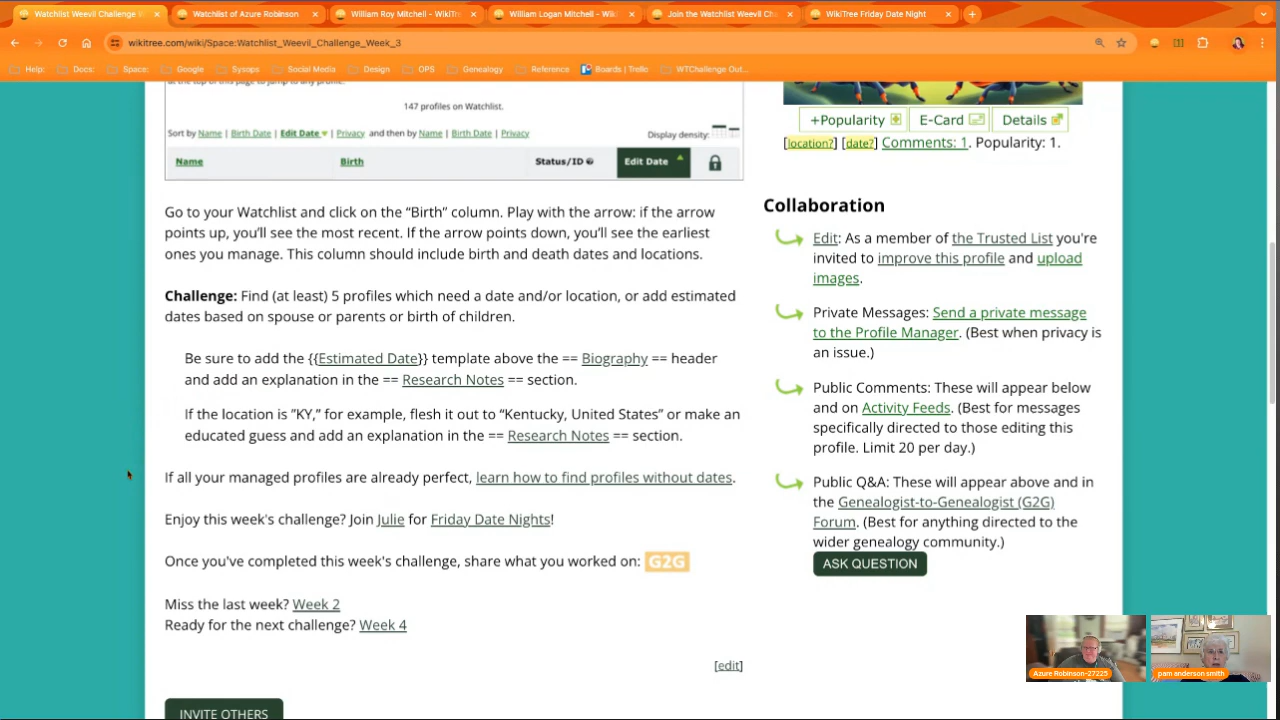 Watchlist Weevil Challenge w
Watchlist of Azure Robinson
William Roy Mitchell - WikiTre
William Logan Mitchell - Wik
Join the Watchlist Weevil Ch
WikiTree Friday Date Night
wikitree.com/wiki/Space:Watchlist_Weevil_Challenge_Week_3
Help:
Docs:
Space:
Google
Sysops
Social Media
Design
OPS
Genealogy
Reference
Boards | Trello
WTChallenge Out...
at the top of this page to jump to any profile.
147 profiles on Watchlist.
Sort by Name | Birth Date | Edit Date | Privacy and then by Name | Birth Date | Privacy
Display density:
Name Birth Status/ID Edit Date
Go to your Watchlist and click on the “Birth” column. Play with the arrow: if the arrow
points up, you’ll see the most recent. If the arrow points down, you’ll see the earliest
ones you manage. This column should include birth and death dates and locations.
Challenge: Find (at least) 5 profiles which need a date and/or location, or add estimated
dates based on spouse or parents or birth of children.
Be sure to add the {{Estimated Date}} template above the == Biography == header
and add an explanation in the == Research Notes == section.
If the location is ”KY,” for example, flesh it out to “Kentucky, United States” or make an
educated guess and add an explanation in the == Research Notes == section.
If all your managed profiles are already perfect, learn how to find profiles without dates.
Enjoy this week's challenge? Join Julie for Friday Date Nights!
Once you've completed this week's challenge, share what you worked on: G2G
Miss the last week? Week 2
Ready for the next challenge? Week 4
[edit]
INVITE OTHERS
+Popularity
E-Card
Details
[location?] [date?] Comments: 1. Popularity: 1.
Collaboration
Edit: As a member of the Trusted List you're
invited to improve this profile and upload
images.
Private Messages: Send a private message
to the Profile Manager. (Best when privacy is
an issue.)
Public Comments: These will appear below
and on Activity Feeds. (Best for messages
specifically directed to those editing this
profile. Limit 20 per day.)
Public Q&A: These will appear above and in
the Genealogist-to-Genealogist (G2G)
Forum. (Best for anything directed to the
wider genealogy community.)
ASK QUESTION
Azure Robinson-27225
pam anderson smith